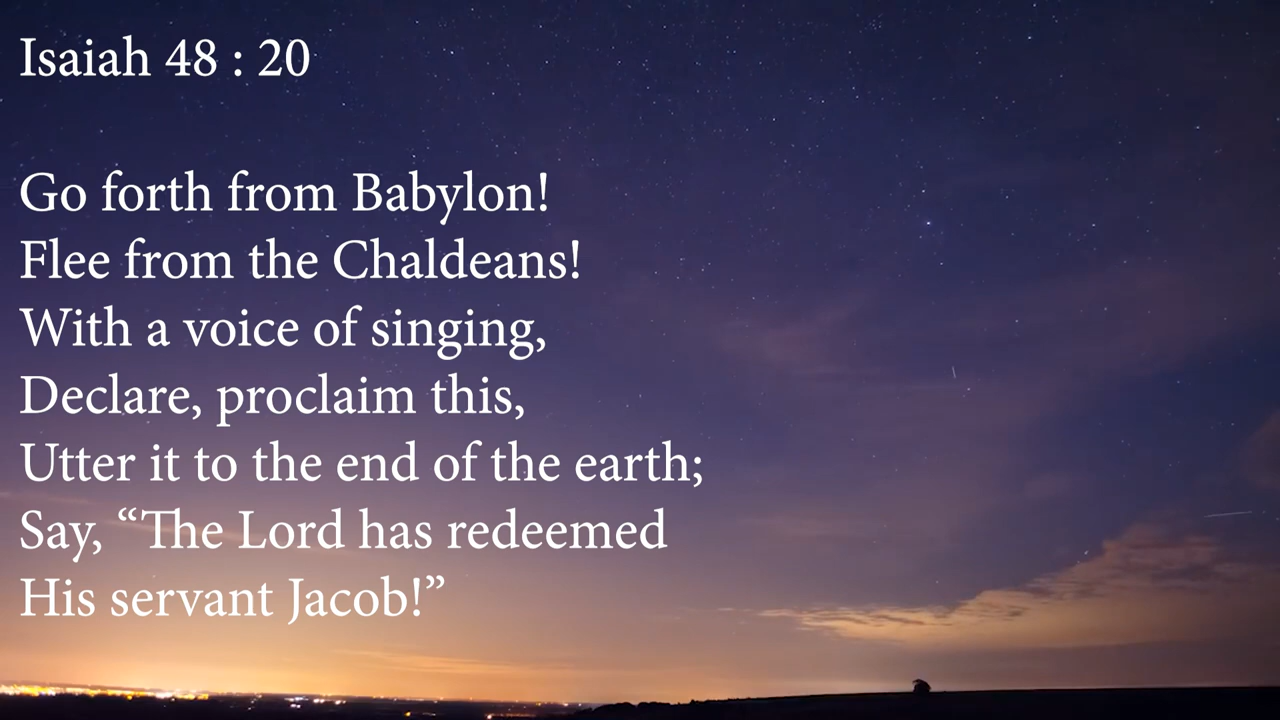 Isaiah 48 : 20
Go forth from Babylon!
Flee from the Chaldeans!
With a voice of singing,
Declare, proclaim this,
Utter it to the end of the earth;
Say, “The Lord has redeemed
His servant Jacob!”